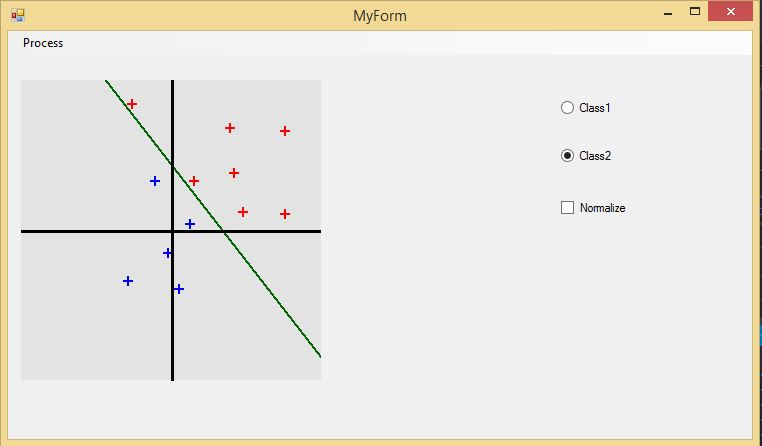 MyForm
Process
Class1
Class2
Normalize